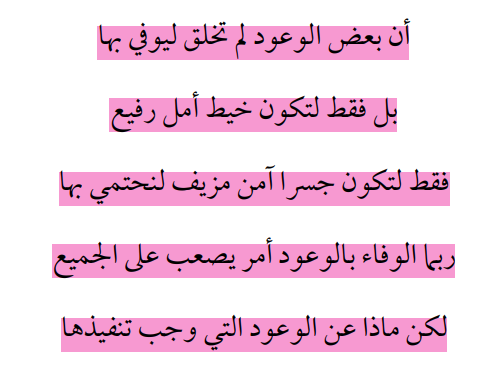 أن بعض الوعود لم تخلق ليوفي بها
بل فقط لتكون خيط أمل رفيع
فقط لتكون جسرا آمن مزيف لنحتمي بها
ربما الوفاء بالوعود أمر يصعب على الجميع
لكن ماذا عن الوعود التي وجب تنفيذها